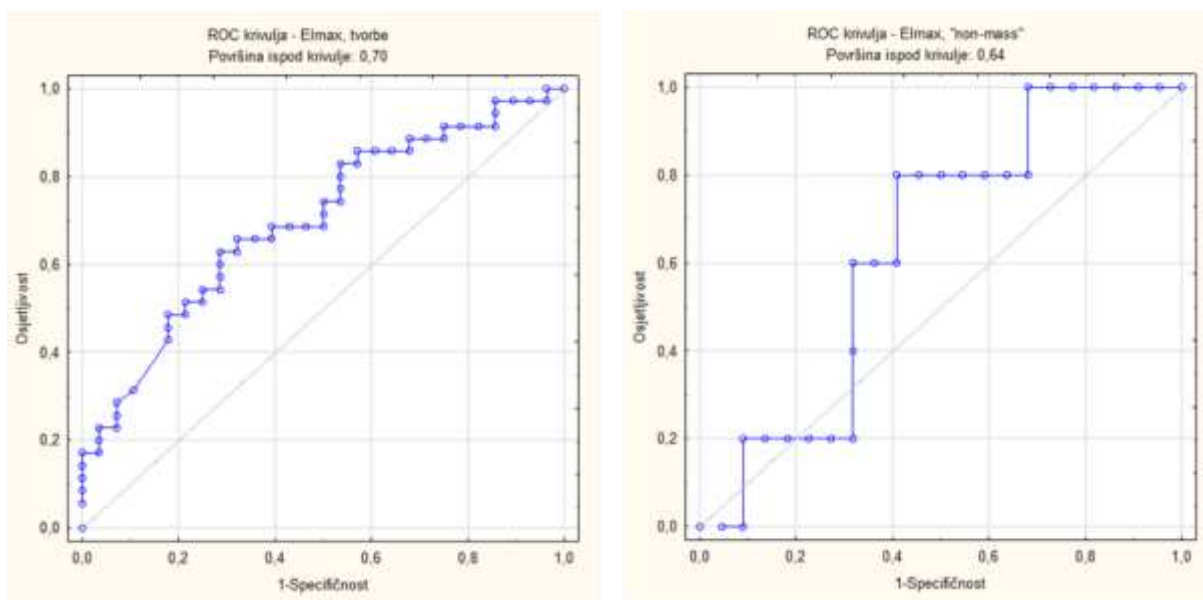 ROC krivulja - Elmax, tvorbe
Površina ispod krivulje: 0,70
1,0
0,8
0,6
0,4
0,2
0,0
Osjetljivost
0,0 0,2 0,4 0,6 0,8 1,0
1-Specifičnost
ROC krivulja - Elmax, "non-mass"
Površina ispod krivulje: 0,64
1,0
0,8
0,6
0,4
0,2
0,0
Osjetljivost
0,0 0,2 0,4 0,6 0,8 1,0
1-Specifičnost